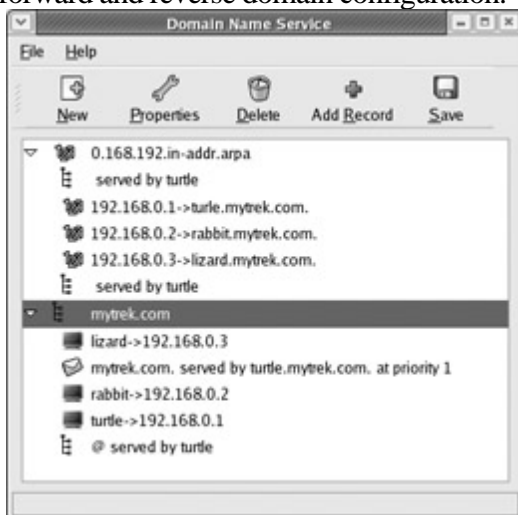 forward and reverse domain configuration.
Domain Name Service
File Help
New Properties Delete Add Record Save
0.168.192.in-addr.arpa
served by turtle
192.168.0.1->turle.mytrek.com.
192.168.0.2->rabbit.mytrek.com.
192.168.0.3->lizard.mytrek.com.
served by turtle
mytrek.com
lizard->192.168.0.3
mytrek.com. served by turtle.mytrek.com. at priority 1
rabbit->192.168.0.2
turtle->192.168.0.1
@ served by turtle